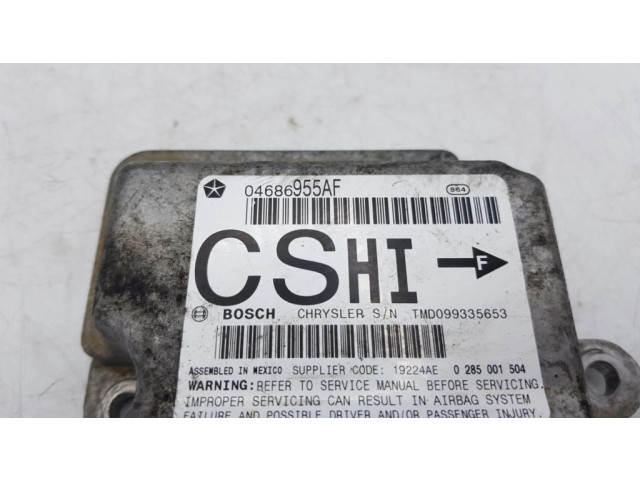 04686955AF 864
CSHI F
BOSCH CHRYSLER S/N TMD099335653
ASSEMBLED IN MEXICO SUPPLIER CODE: 19224AE 0 285 001 504
WARNING: REFER TO SERVICE MANUAL BEFORE SERVICING.
IMPROPER SERVICING CAN RESULT IN AIRBAG SYSTEM
FAILURE AND POSSIBLE DRIVER AND/OR PASSENGER INJURY.